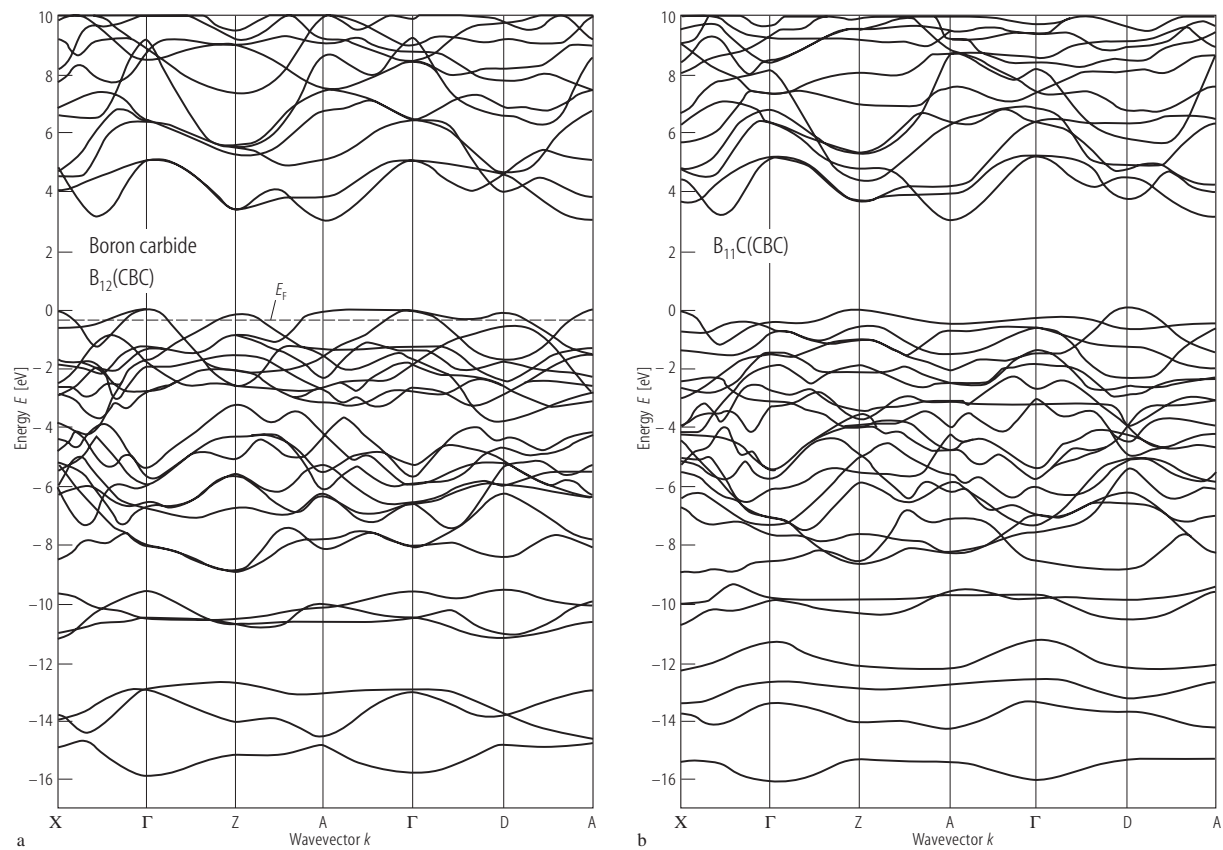 10
8
6
4
2
0
–2
–4
–6
–8
–10
–12
–14
–16
Energy E [eV]
Boron carbide
B₁₂(CBC)
E_F
X Γ Z A Γ D A
Wavevector k
a
10
8
6
4
2
0
–2
–4
–6
–8
–10
–12
–14
–16
Energy E [eV]
B₁₁C(CBC)
X Γ Z A Γ D A
Wavevector k
b